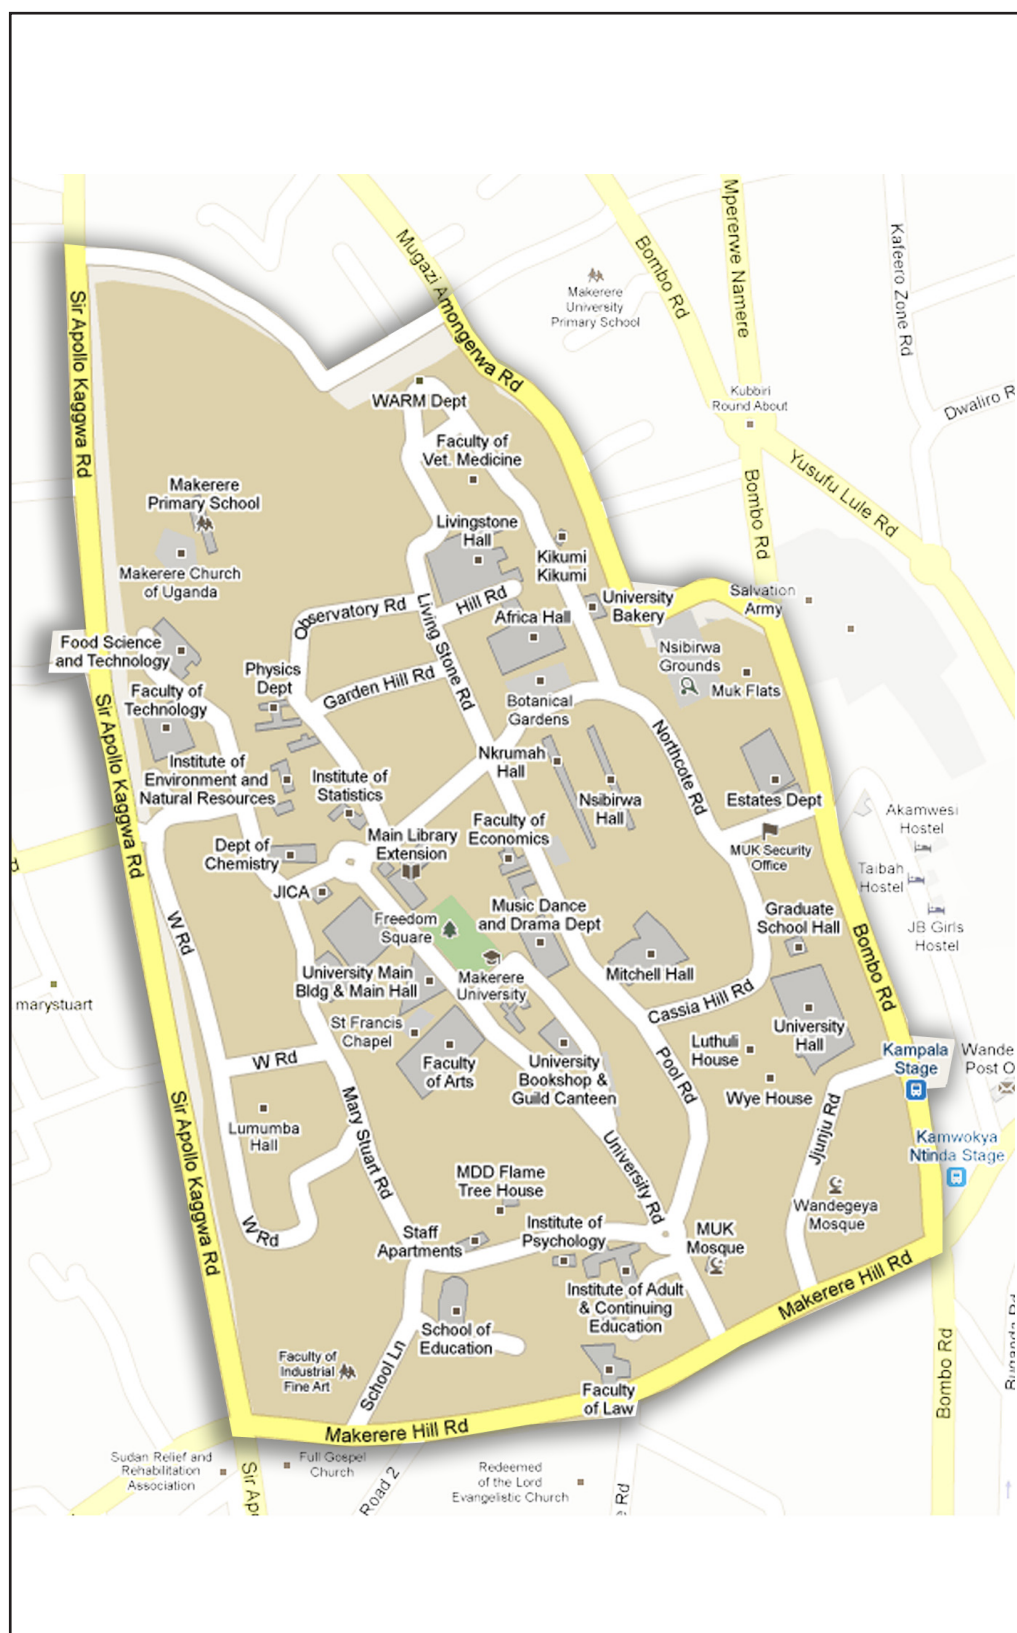 Mugazi Amongerwa Rd
Bombo Rd
Mpererwe Namere
Kafeero Zone Rd
Makerere
University
Primary School
Sir Apollo Kaggwa Rd
WARM Dept
Kubbiri
Round About
Faculty of
Vet. Medicine
Yusufu Lule Rd
Bombo Rd
Makerere
Primary School
Makerere Church
of Uganda
Livingstone
Hall
Kikumi
Kikumi
Observatory Rd
Living Stone Rd
Hill Rd
Africa Hall
University
Bakery
Salvation
Army
Food Science
and Technology
Physics
Dept
Garden Hill Rd
Nsibirwa
Grounds
Muk Flats
Faculty of
Technology
Botanical
Gardens
Sir Apollo Kaggwa Rd
Northcote Rd
Institute of
Environment and
Natural Resources
Institute of
Statistics
Nkrumah
Hall
Nsibirwa
Hall
Estates Dept
Akamwesi
Hostel
Dept of
Chemistry
Main Library
Extension
Faculty of
Economics
MUK Security
Office
Taibah
Hostel
JICA
Freedom
Square
Music Dance
and Drama Dept
Graduate
School Hall
JB Girls
Hostel
W Rd
Bombo Rd
University Main
Bldg & Main Hall
Makerere
University
Mitchell Hall
marystuart
Cassia Hill Rd
St Francis
Chapel
University
Hall
W Rd
Faculty
of Arts
University
Bookshop &
Guild Canteen
Pool Rd
Luthuli
House
Kampala
Stage
Wye House
Lumumba
Hall
Mary Stuart Rd
Jjunju Rd
Kamwokya
Ntinda Stage
Sir Apollo Kaggwa Rd
University Rd
MDD Flame
Tree House
Wandegeya
Mosque
W Rd
Staff
Apartments
Institute of
Psychology
MUK
Mosque
Makerere Hill Rd
Institute of Adult
& Continuing
Education
School of
Education
Faculty of
Industrial
Fine Art
School Ln
Faculty
of Law
Bombo Rd
Makerere Hill Rd
Sudan Relief and
Rehabilitation
Association
Full Gospel
Church
Redeemed
of the Lord
Evangelistic Church
Road 2